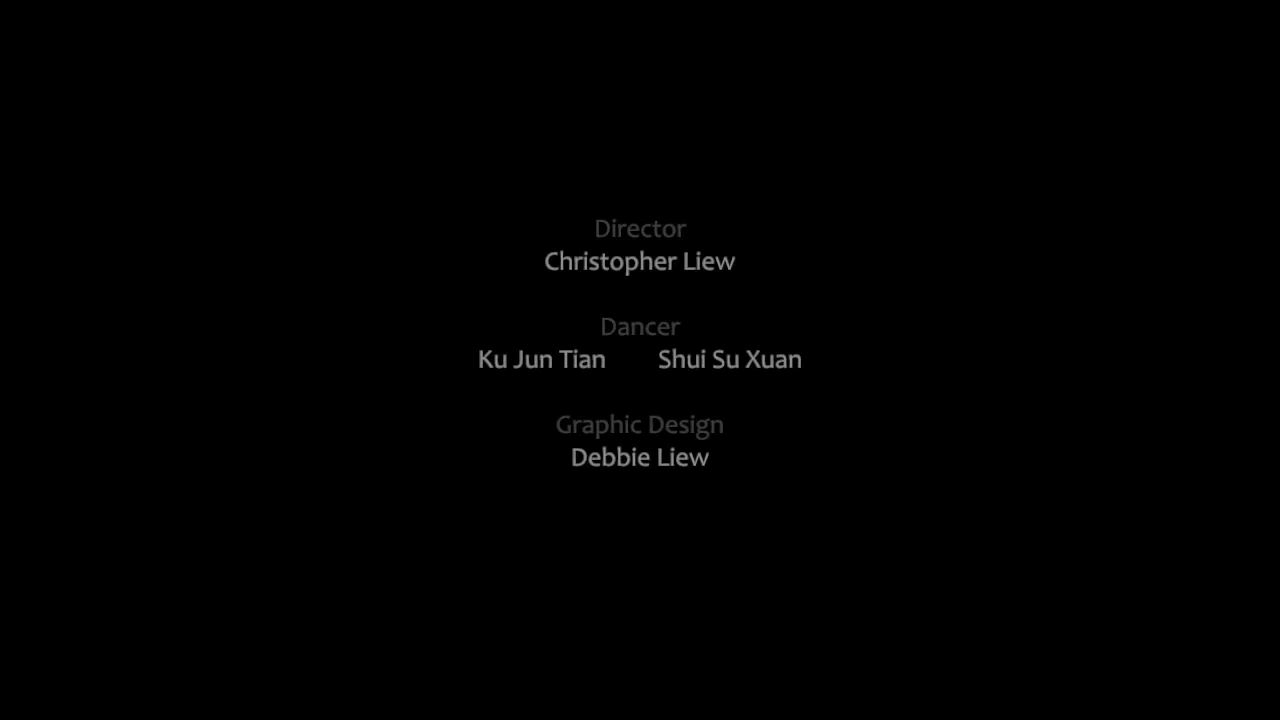 Director
Christopher Liew
Dancer
Ku Jun Tian Shui Su Xuan
Graphic Design
Debbie Liew